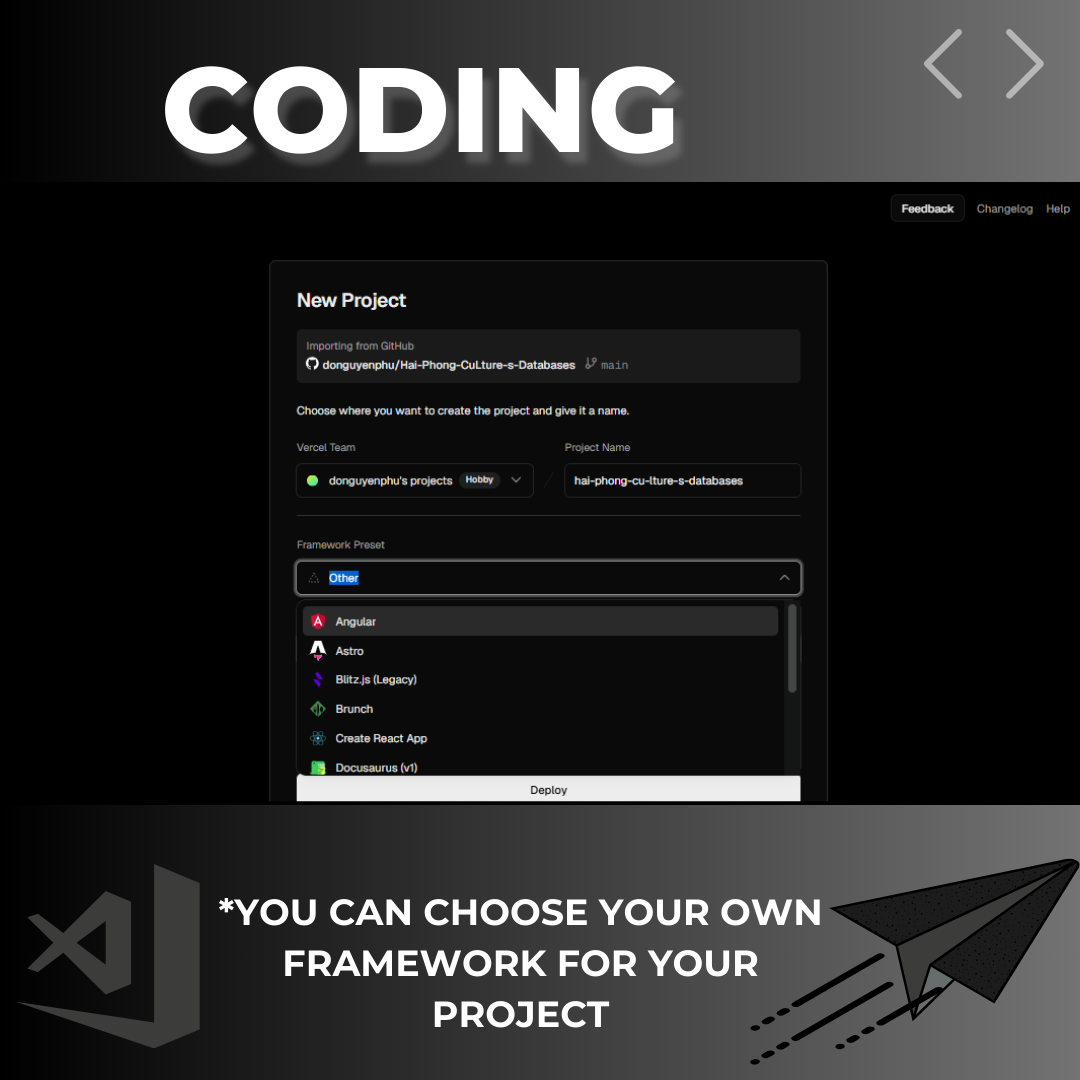 CODING
Feedback Changelog Help
New Project
Importing from GitHub
donguyenphu/Hai-Phong-CuLture-s-Databases main
Choose where you want to create the project and give it a name.
Vercel Team Project Name
donguyenphu's projects Hobby / hai-phong-cu-lture-s-databases
Framework Preset
Other
Angular
Astro
Blitz.js (Legacy)
Brunch
Create React App
Docusaurus (v1)
Deploy
*YOU CAN CHOOSE YOUR OWN
FRAMEWORK FOR YOUR
PROJECT